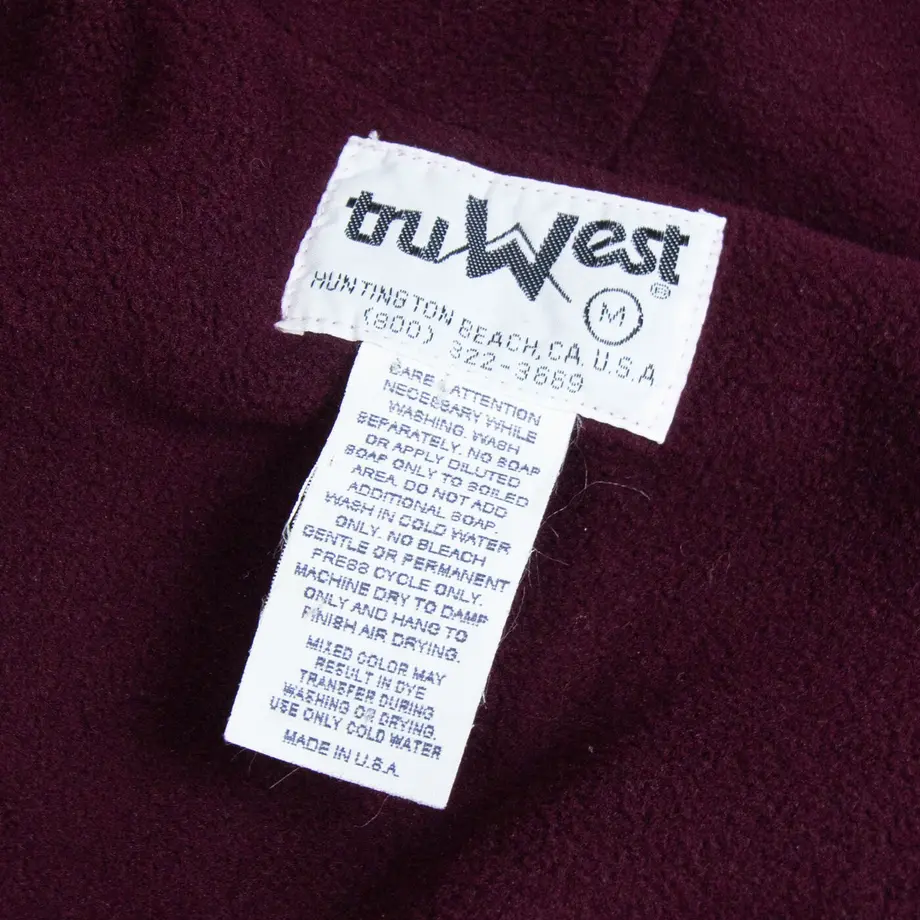 truWest®
M
HUNTINGTON BEACH, CA, U.S.A
(800) 322-3669
CARE & ATTENTION
NECESSARY WHILE
WASHING. WASH
SEPARATELY. NO SOAP
OR APPLY DILUTED
SOAP ONLY TO SOILED
AREA. DO NOT ADD
ADDITIONAL SOAP.
WASH IN COLD WATER
ONLY. NO BLEACH
GENTLE OR PERMANENT
PRESS CYCLE ONLY.
MACHINE DRY TO DAMP
ONLY AND HANG TO
FINISH AIR DRYING.
MIXED COLOR MAY
RESULT IN DYE
TRANSFER DURING
WASHING OR DRYING.
USE ONLY COLD WATER
MADE IN U.S.A.